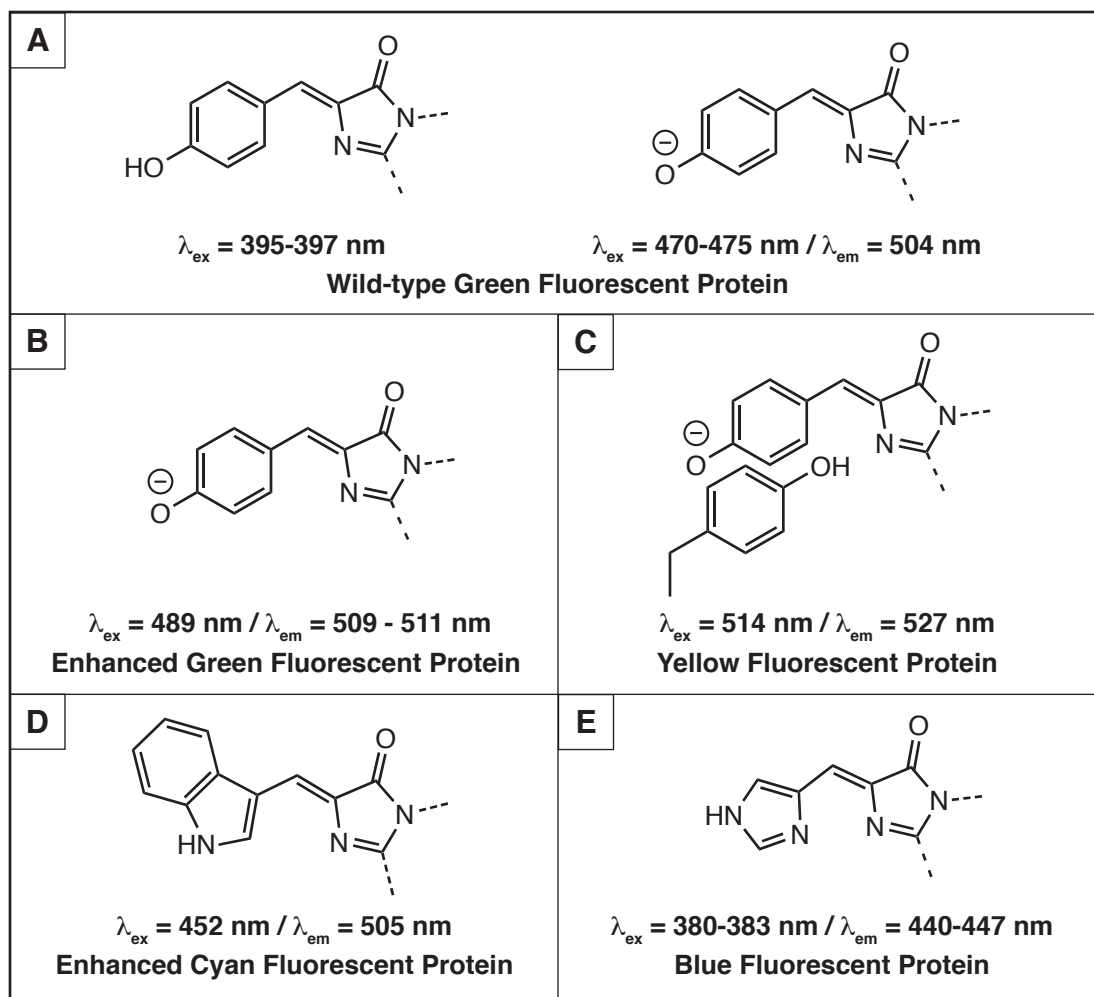 A
O
N
N
HO
λex = 395-397 nm
O
N
N
−
O
λex = 470-475 nm / λem = 504 nm
Wild-type Green Fluorescent Protein
B
O
N
N
−
O
λex = 489 nm / λem = 509 - 511 nm
Enhanced Green Fluorescent Protein
C
O
N
N
−
O
OH
λex = 514 nm / λem = 527 nm
Yellow Fluorescent Protein
D
O
N
N
HN
λex = 452 nm / λem = 505 nm
Enhanced Cyan Fluorescent Protein
E
O
N
N
HN
N
λex = 380-383 nm / λem = 440-447 nm
Blue Fluorescent Protein